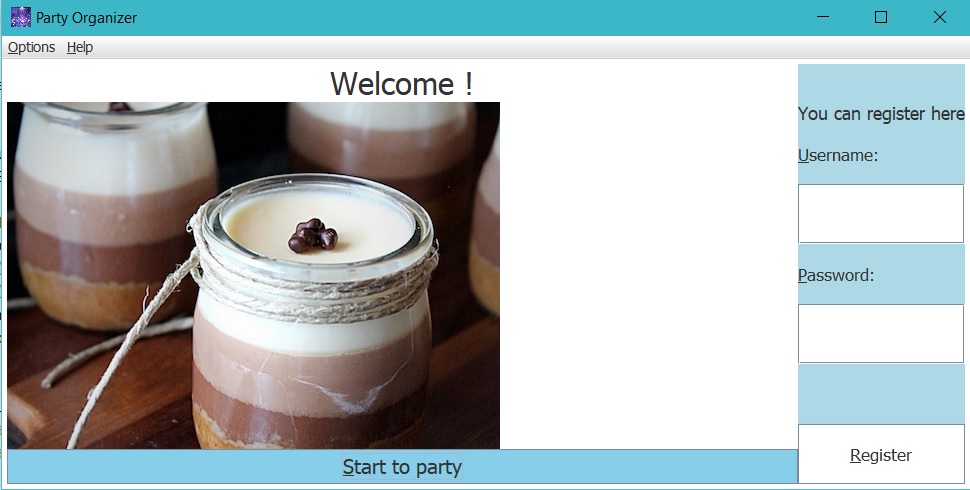 Party Organizer
Options Help
Welcome !
You can register here
Username:
Password:
Register
Start to party